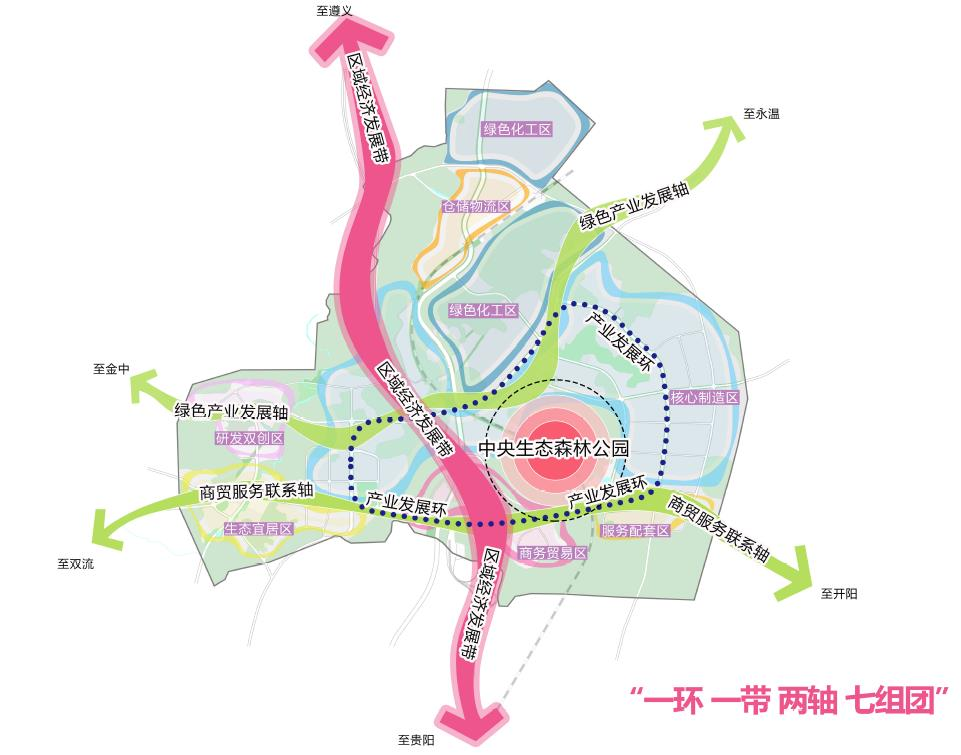 至遵义
区域经济发展带
至永温
绿色化工区
绿色产业发展轴
仓储物流区
绿色化工区
产业发展环
至金中
区域经济发展带
核心制造区
绿色产业发展轴
研发双创区
中央生态森林公园
商贸服务联系轴
产业发展环
产业发展环
商贸服务联系轴
生态宜居区
服务配套区
商务贸易区
至双流
区域经济发展带
至开阳
“一环 一带 两轴 七组团”
至贵阳